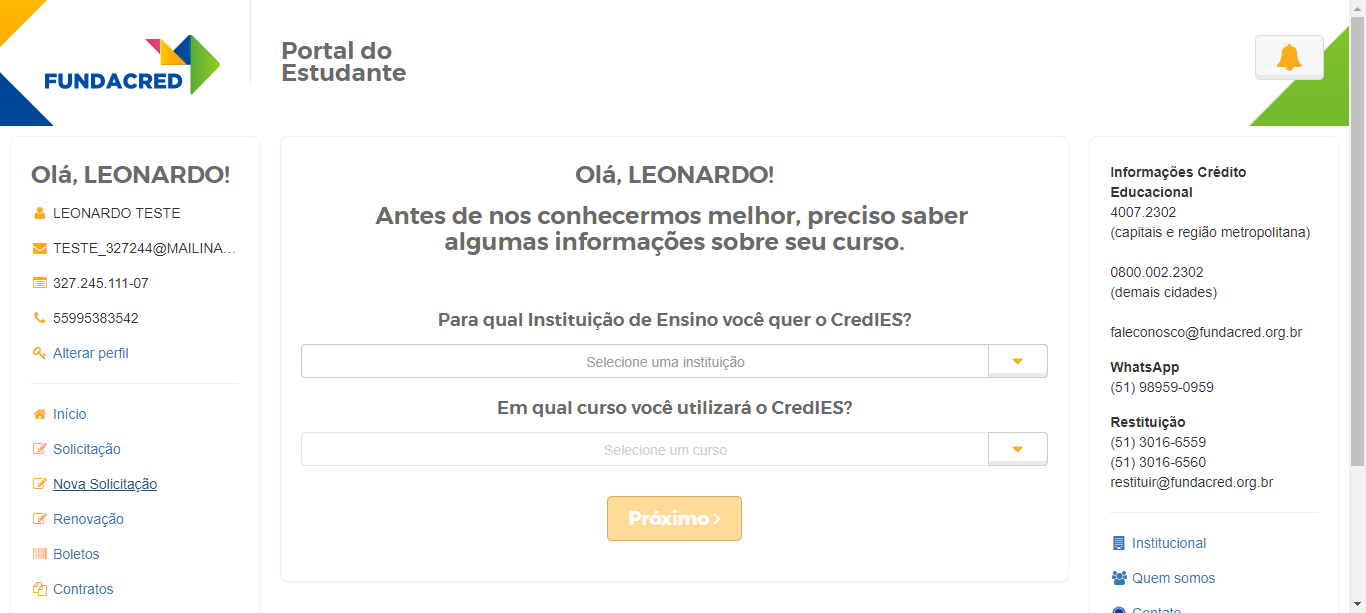 FUNDACRED
Portal do
Estudante
Olá, LEONARDO!
LEONARDO TESTE
TESTE_327244@MAILINA...
327.245.111-07
55995383542
Alterar perfil
Início
Solicitação
Nova Solicitação
Renovação
Boletos
Contratos
Olá, LEONARDO!
Antes de nos conhecermos melhor, preciso saber
algumas informações sobre seu curso.
Para qual Instituição de Ensino você quer o CredIES?
Selecione uma instituição
Em qual curso você utilizará o CredIES?
Selecione um curso
Próximo >
Informações Crédito
Educacional
4007.2302
(capitais e região metropolitana)
0800.002.2302
(demais cidades)
faleconosco@fundacred.org.br
WhatsApp
(51) 98959-0959
Restituição
(51) 3016-6559
(51) 3016-6560
restituir@fundacred.org.br
Institucional
Quem somos
Contato